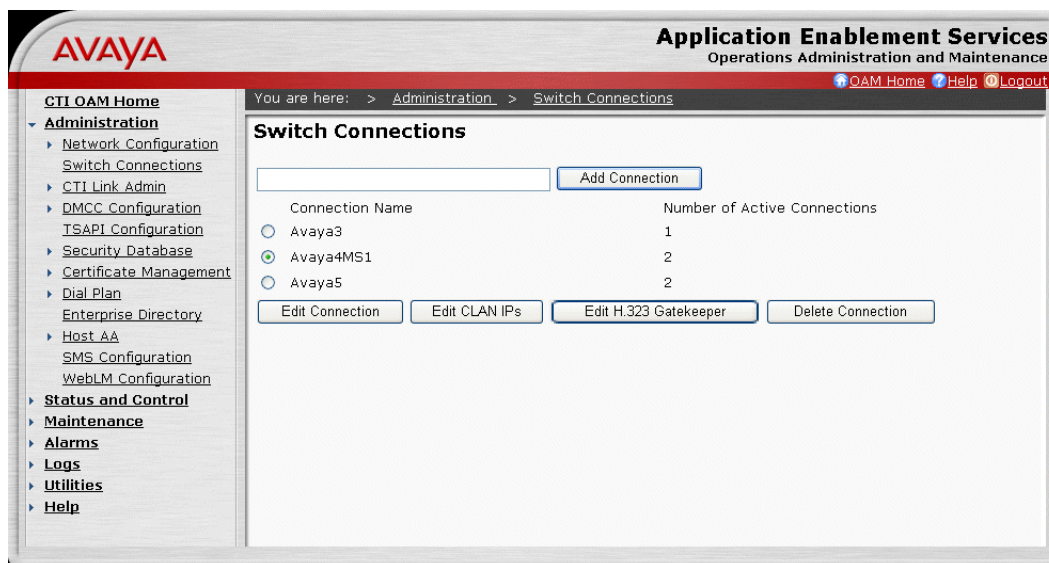 AVAYA
Application Enablement Services
Operations Administration and Maintenance
OAM Home Help Logout
CTI OAM Home
Administration
Network Configuration
Switch Connections
CTI Link Admin
DMCC Configuration
TSAPI Configuration
Security Database
Certificate Management
Dial Plan
Enterprise Directory
Host AA
SMS Configuration
WebLM Configuration
Status and Control
Maintenance
Alarms
Logs
Utilities
Help
You are here: > Administration > Switch Connections
Switch Connections
Add Connection
Connection Name Number of Active Connections
Avaya3 1
Avaya4MS1 2
Avaya5 2
Edit Connection Edit CLAN IPs Edit H.323 Gatekeeper Delete Connection